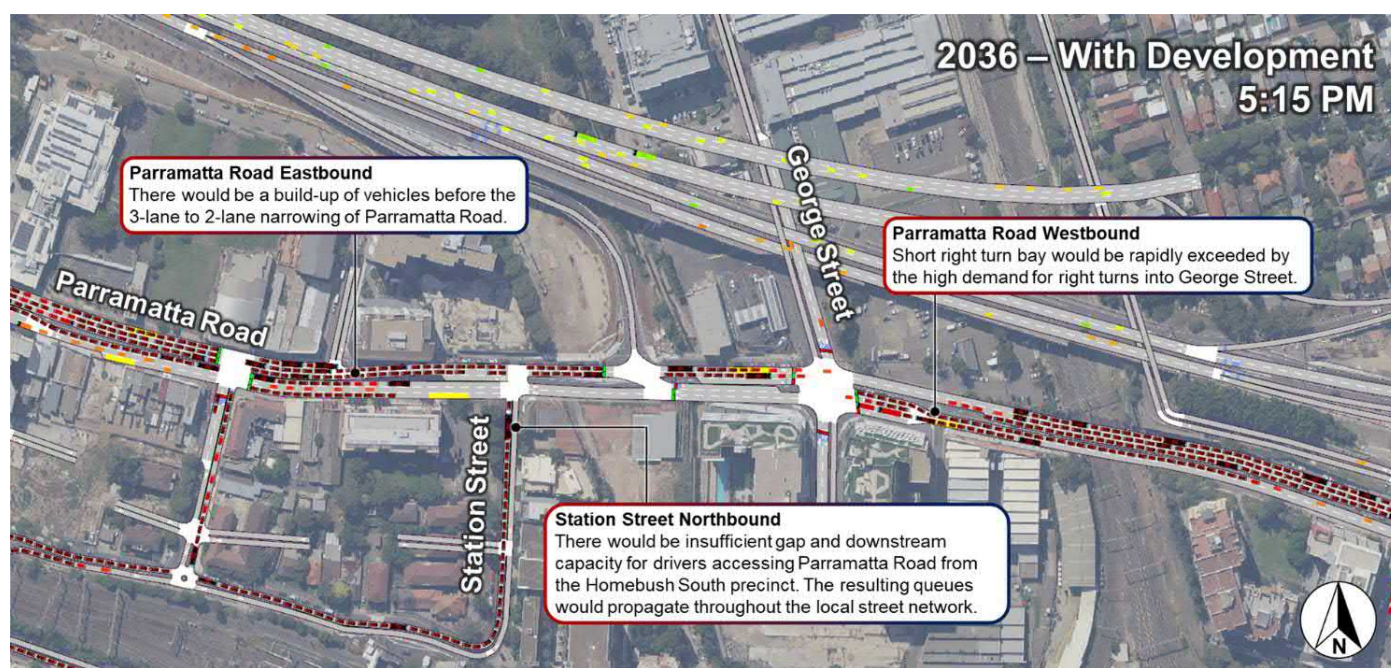 2036 – With Development
5:15 PM
Parramatta Road Eastbound
There would be a build-up of vehicles before the
3-lane to 2-lane narrowing of Parramatta Road.
George Street
Parramatta Road Westbound
Short right turn bay would be rapidly exceeded by
the high demand for right turns into George Street.
Parramatta Road
Station Street
Station Street Northbound
There would be insufficient gap and downstream
capacity for drivers accessing Parramatta Road from
the Homebush South precinct. The resulting queues
would propagate throughout the local street network.
N